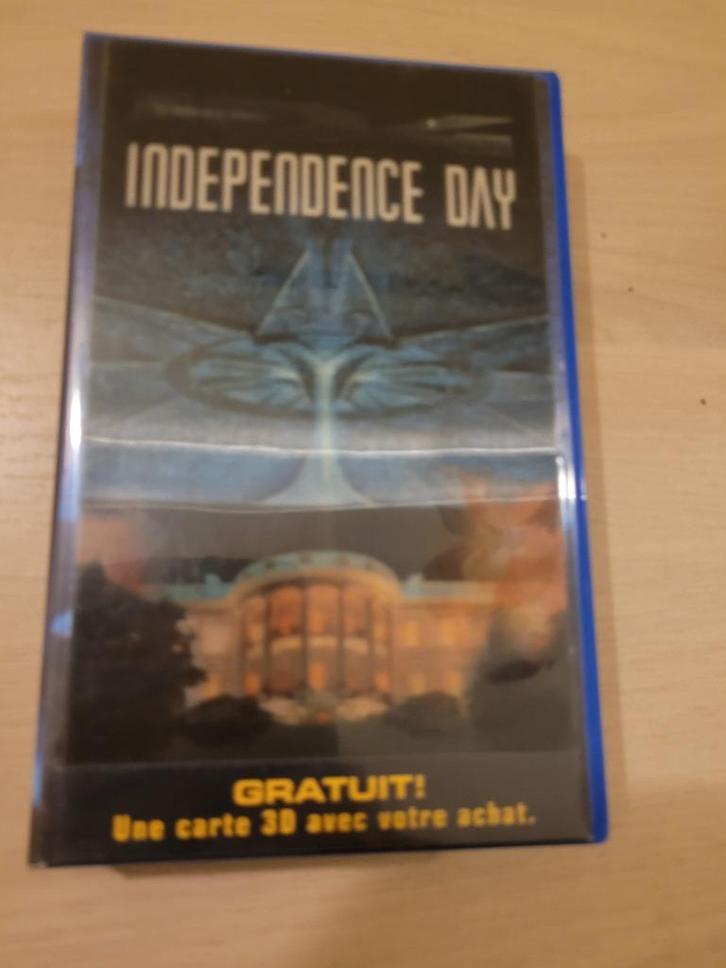 INDEPENDENCE DAY
GRATUIT!
Une carte 3D avec votre achat.